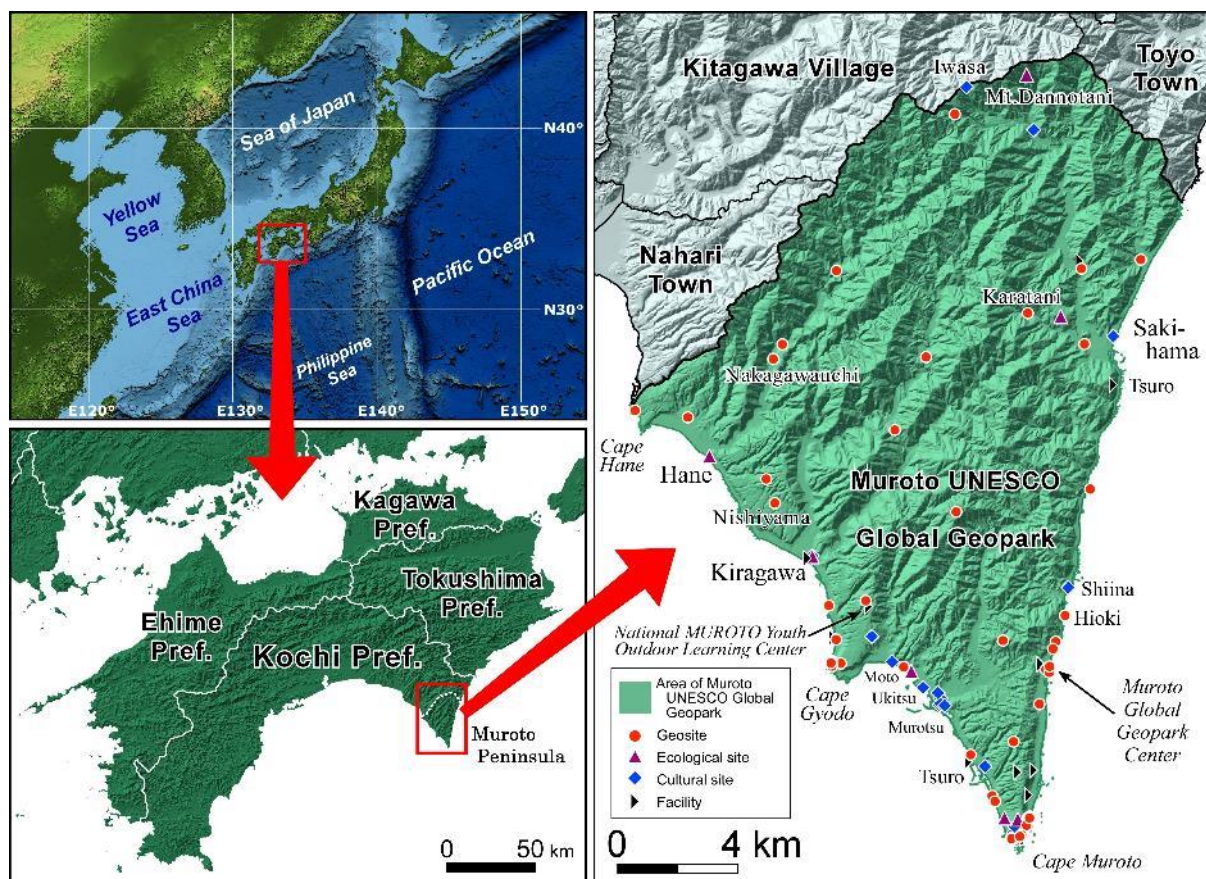 Sea of Japan
N40°
Yellow
Sea
Pacific Ocean
East China
Sea
N30°
Philippine
Sea
E120°
E130°
E140°
E150°
Kagawa
Pref.
Tokushima
Pref.
Ehime
Pref.
Kochi Pref.
Muroto
Peninsula
0
50 km
Kitagawa Village
Iwasa
Toyo
Town
Mt.Dannotani
Nahari
Town
Karatani
Saki-
hama
Nakagawauchi
Tsuro
Cape
Hane
Hane
Muroto UNESCO
Global Geopark
Nishiyama
Kiragawa
Shiina
Hioki
National MUROTO Youth
Outdoor Learning Center
Moto
Ukitsu
Murotsu
Cape
Gyodo
Muroto
Global
Geopark
Center
Area of Muroto
UNESCO Global
Geopark
Geosite
Ecological site
Cultural site
Facility
Tsuro
0
4 km
Cape Muroto